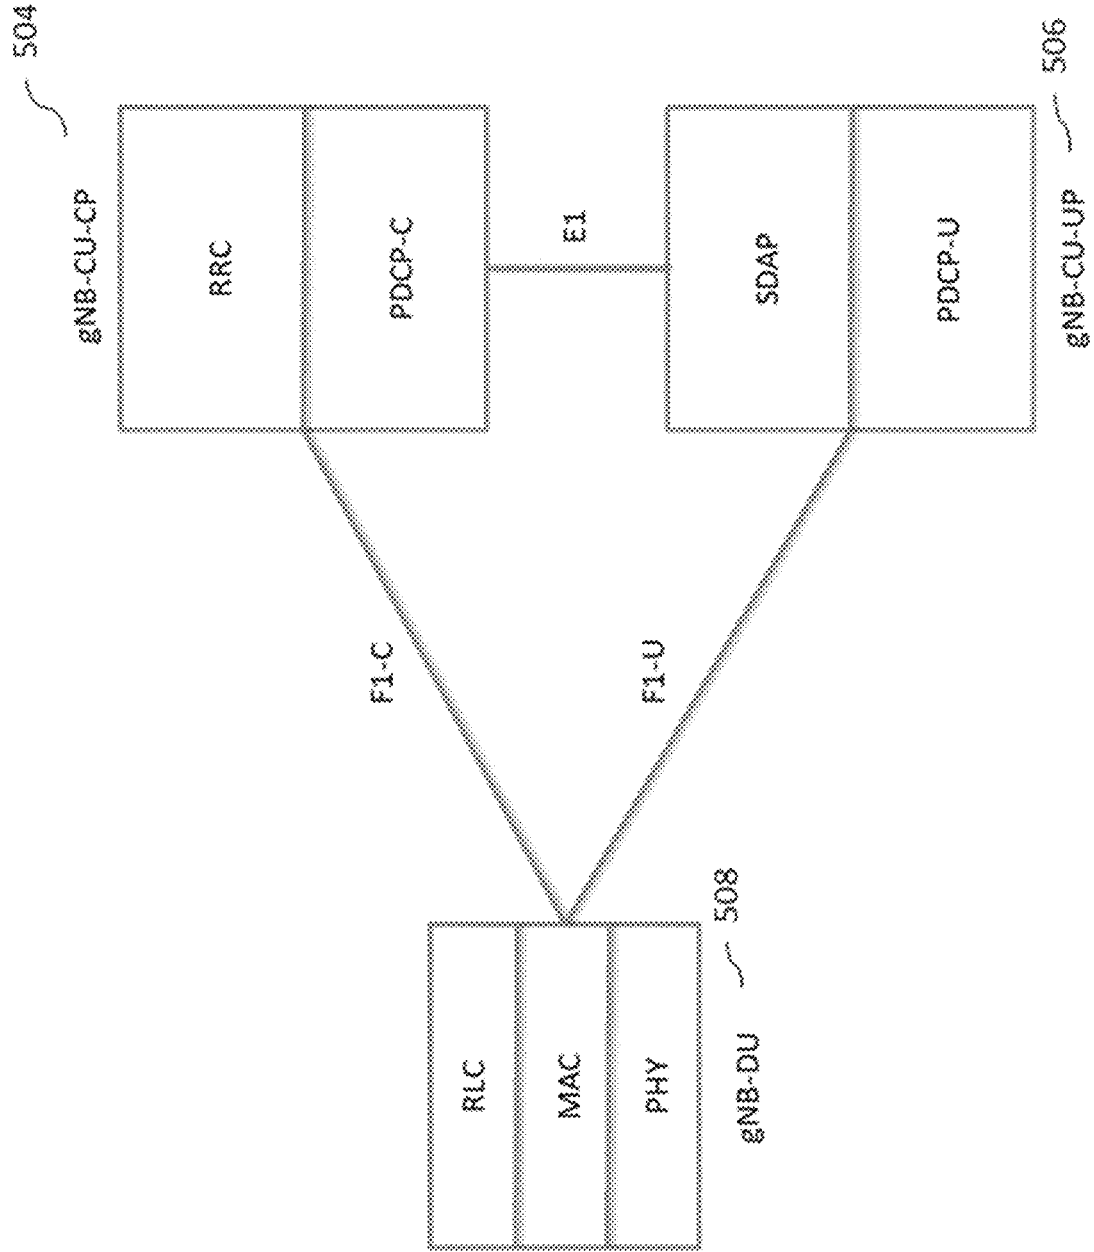 504
gNB-CU-CP
RRC
PDCP-C
E1
SDAP
PDCP-U
gNB-CU-UP
506
F1-C
F1-U
RLC
MAC
PHY
gNB-DU
508